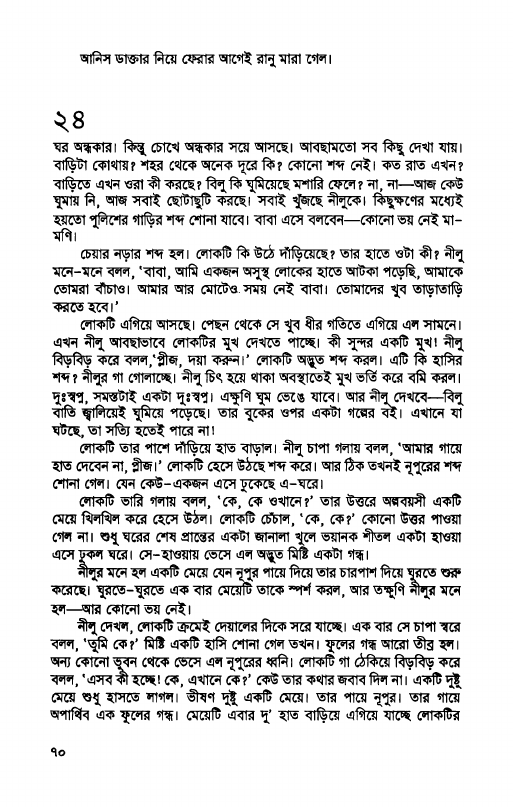 আনিস ডাক্তার নিয়ে ফেরার আগেই রানু মারা গেল।
২৪
ঘর অন্ধকার। কিন্তু চোখে অন্ধকার সয়ে আসছে। আবছামতো সব কিছু দেখা যায়।
বাড়িটা কোথায়? শহর থেকে অনেক দূরে কি? কোনো শব্দ নেই। কত রাত এখন?
বাড়িতে এখন ওরা কী করছে? বিলু কি ঘুমিয়েছে মশারি ফেলে? না, না—আজ কেউ
ঘুমায় নি, আজ সবাই ছোটাছুটি করছে। সবাই খুঁজছে নীলুকে। কিছুক্ষণের মধ্যেই
হয়তো পুলিশের গাড়ির শব্দ শোনা যাবে। বাবা এসে বলবেন—কোনো ভয় নেই মা-
মণি।
চেয়ার নড়ার শব্দ হল। লোকটি কি উঠে দাঁড়িয়েছে? তার হাতে ওটা কী? নীলু
মনে-মনে বলল, ‘বাবা, আমি একজন অসুস্থ লোকের হাতে আটকা পড়েছি, আমাকে
তোমরা বাঁচাও। আমার আর মোটেও সময় নেই বাবা। তোমাদের খুব তাড়াতাড়ি
করতে হবে।’
লোকটি এগিয়ে আসছে। পেছন থেকে সে খুব ধীর গতিতে এগিয়ে এল সামনে।
এখন নীলু আবছাভাবে লোকটির মুখ দেখতে পাচ্ছে। কী সুন্দর একটি মুখ! নীলু
বিড়বিড় করে বলল,‘প্লীজ, দয়া করুন।’ লোকটি অদ্ভুত শব্দ করল। এটি কি হাসির
শব্দ? নীলুর গা গোলাচ্ছে। নীলু চিৎ হয়ে থাকা অবস্থাতেই মুখ ভর্তি করে বমি করল।
দুঃস্বপ্ন, সমস্তটাই একটা দুঃস্বপ্ন। এক্ষুণি ঘুম ভেঙে যাবে। আর নীলু দেখবে—বিলু
বাতি জ্বালিয়েই ঘুমিয়ে পড়েছে। তার বুকের ওপর একটা গল্পের বই। এখানে যা
ঘটছে, তা সত্যি হতেই পারে না!
লোকটি তার পাশে দাঁড়িয়ে হাত বাড়াল। নীলু চাপা গলায় বলল, ‘আমার গায়ে
হাত দেবেন না, প্লীজ।’ লোকটি হেসে উঠছে শব্দ করে। আর ঠিক তখনই নূপুরের শব্দ
শোনা গেল। যেন কেউ-একজন এসে ঢুকেছে এ-ঘরে।
লোকটি ভারি গলায় বলল, ‘কে, কে ওখানে?’ তার উত্তরে অল্পবয়সী একটি
মেয়ে খিলখিল করে হেসে উঠল। লোকটি চেঁচাল, ‘কে, কে?’ কোনো উত্তর পাওয়া
গেল না। শুধু ঘরের শেষ প্রান্তের একটা জানালা খুলে ভয়ানক শীতল একটা হাওয়া
এসে ঢুকল ঘরে। সে-হাওয়ায় ভেসে এল অদ্ভুত মিষ্টি একটা গন্ধ।
নীলুর মনে হল একটি মেয়ে যেন নূপুর পায়ে দিয়ে তার চারপাশ দিয়ে ঘুরতে শুরু
করেছে। ঘুরতে-ঘুরতে এক বার মেয়েটি তাকে স্পর্শ করল, আর তক্ষুণি নীলুর মনে
হল—আর কোনো ভয় নেই।
নীলু দেখল, লোকটি ক্রমেই দেয়ালের দিকে সরে যাচ্ছে। এক বার সে চাপা স্বরে
বলল, ‘তুমি কে?’ মিষ্টি একটি হাসি শোনা গেল তখন। ফুলের গন্ধ আরো তীব্র হল।
অন্য কোনো ভুবন থেকে ভেসে এল নূপুরের ধ্বনি। লোকটি গা ঠেকিয়ে বিড়বিড় করে
বলল, ‘এসব কী হচ্ছে! কে, এখানে কে?’ কেউ তার কথার জবাব দিল না। একটি দুষ্টু
মেয়ে শুধু হাসতে লাগল। ভীষণ দুষ্টু একটি মেয়ে। তার পায়ে নূপুর। তার গায়ে
অপার্থিব এক ফুলের গন্ধ। মেয়েটি এবার দু’ হাত বাড়িয়ে এগিয়ে যাচ্ছে লোকটির
৭০